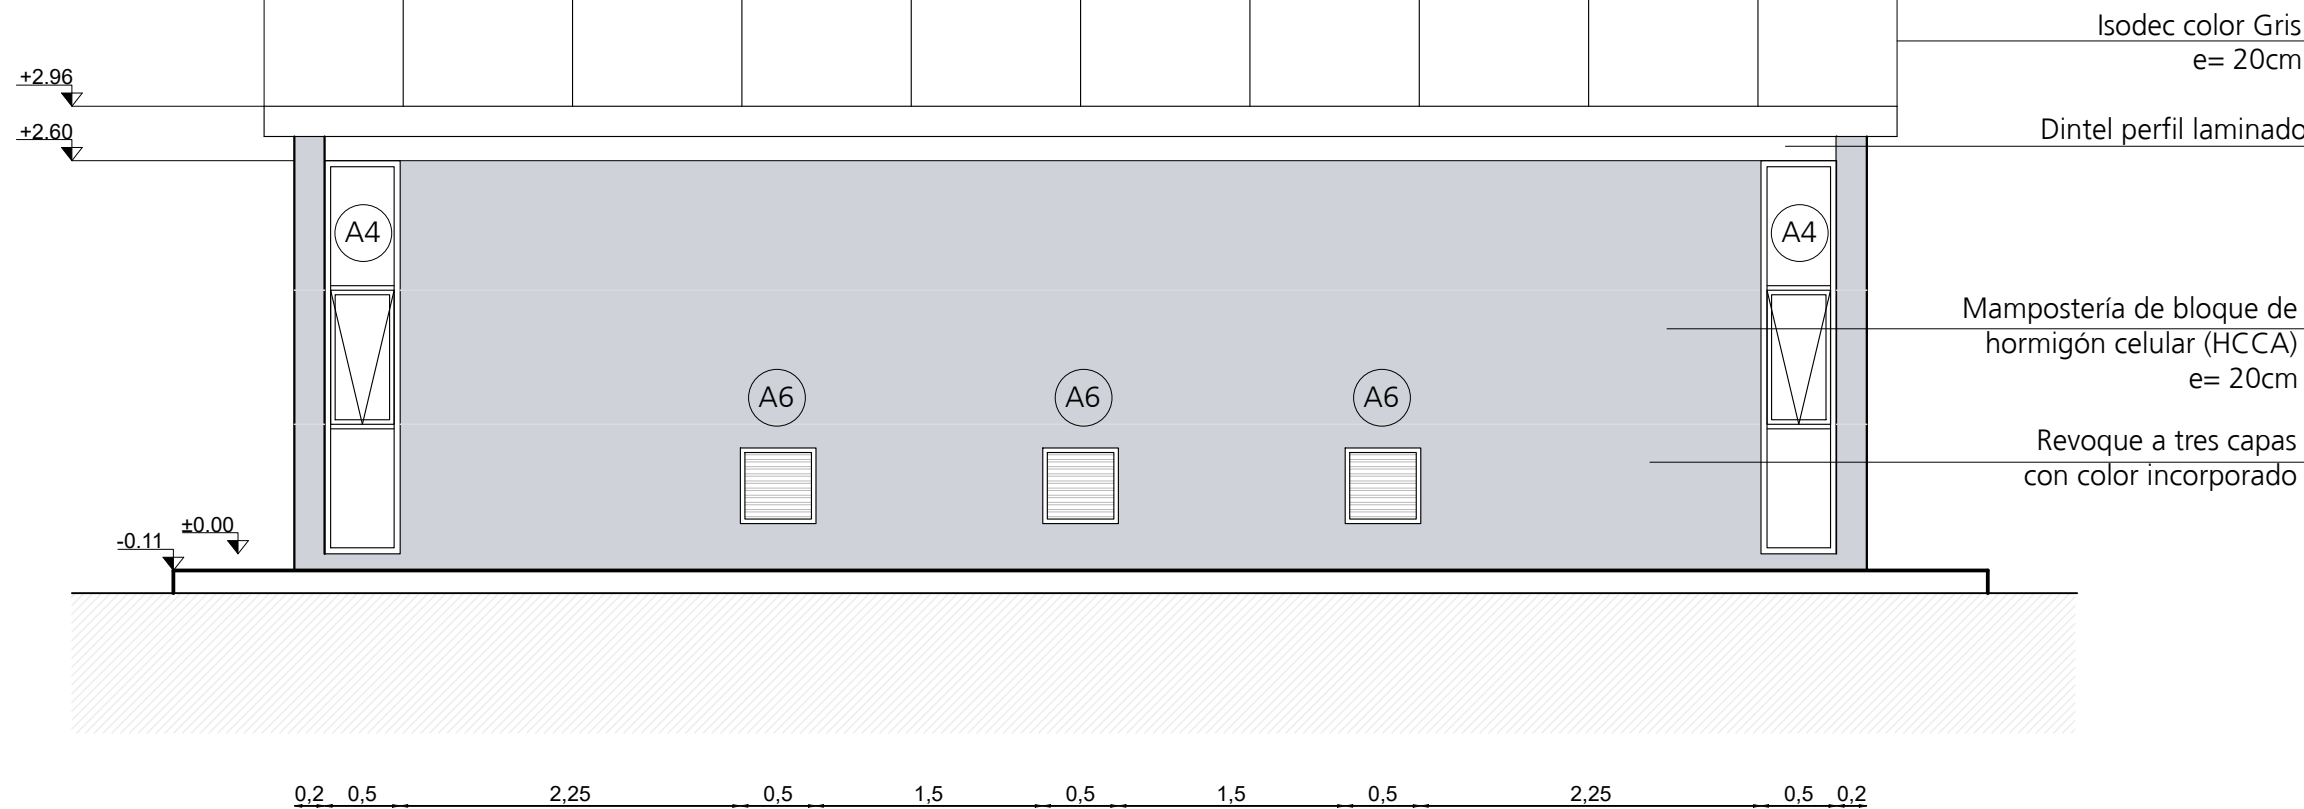 Isodec color Gris
e= 20cm
+2.96
+2.60
Dintel perfil laminado
A4
A4
Mampostería de bloque de
hormigón celular (HCCA)
e= 20cm
A6
A6
A6
Revoque a tres capas
con color incorporado
±0.00
-0.11
0,2
0,5
2,25
0,5
1,5
0,5
1,5
0,5
2,25
0,5
0,2